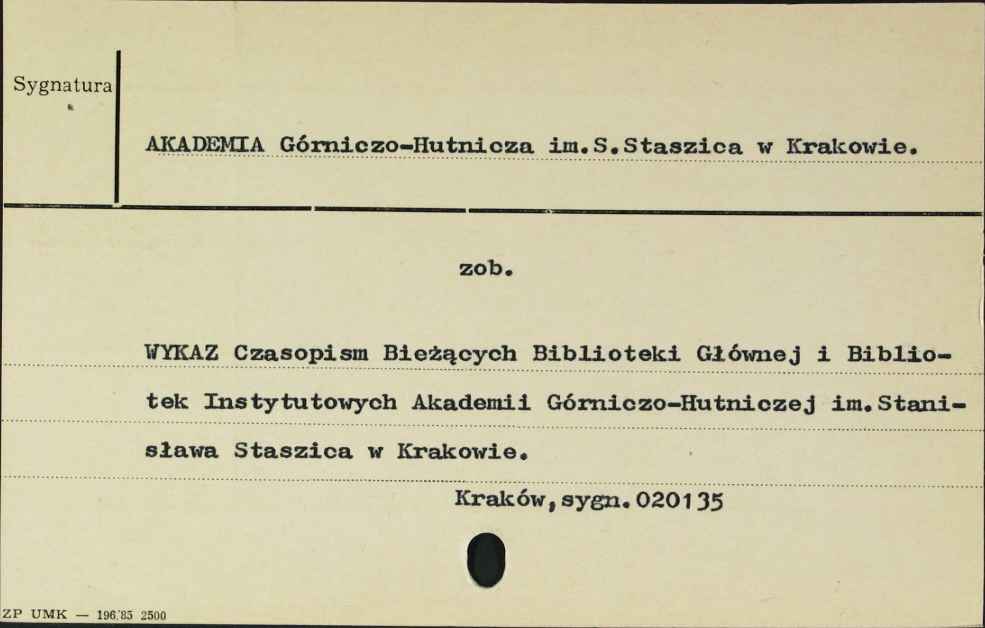 Sygnatura
AKADEMIA Górniczo-Hutnicza im.S.Staszica w Krakowie.
zob.
WYKAZ Czasopism Bieżących Biblioteki Głównej i Biblio-
tek Instytutowych Akademii Górniczo-Hutniczej im.Stani-
sława Staszica w Krakowie.
Kraków,sygn.020135
ZP UMK — 196/85 2500